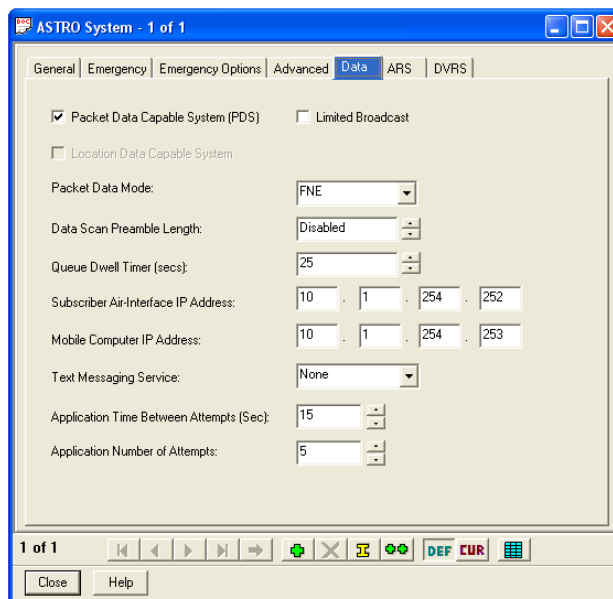 DOC
ASTRO System - 1 of 1
General Emergency Emergency Options Advanced Data ARS DVRS
Packet Data Capable System (PDS) Limited Broadcast
Location Data Capable System
Packet Data Mode: FNE
Data Scan Preamble Length: Disabled
Queue Dwell Timer (secs): 25
Subscriber Air-Interface IP Address: 10 . 1 . 254 . 252
Mobile Computer IP Address: 10 . 1 . 254 . 253
Text Messaging Service: None
Application Time Between Attempts (Sec): 15
Application Number of Attempts: 5
1 of 1 DEF CUR
Close Help